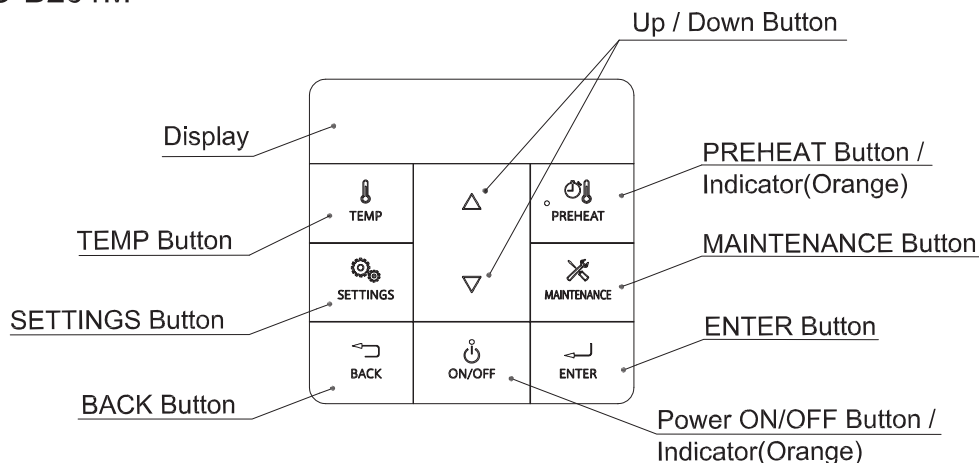 Up / Down Button
Display
PREHEAT Button /
Indicator(Orange)
TEMP
PREHEAT
TEMP Button
MAINTENANCE Button
SETTINGS
MAINTENANCE
SETTINGS Button
ENTER Button
BACK
ON/OFF
ENTER
BACK Button
Power ON/OFF Button /
Indicator(Orange)